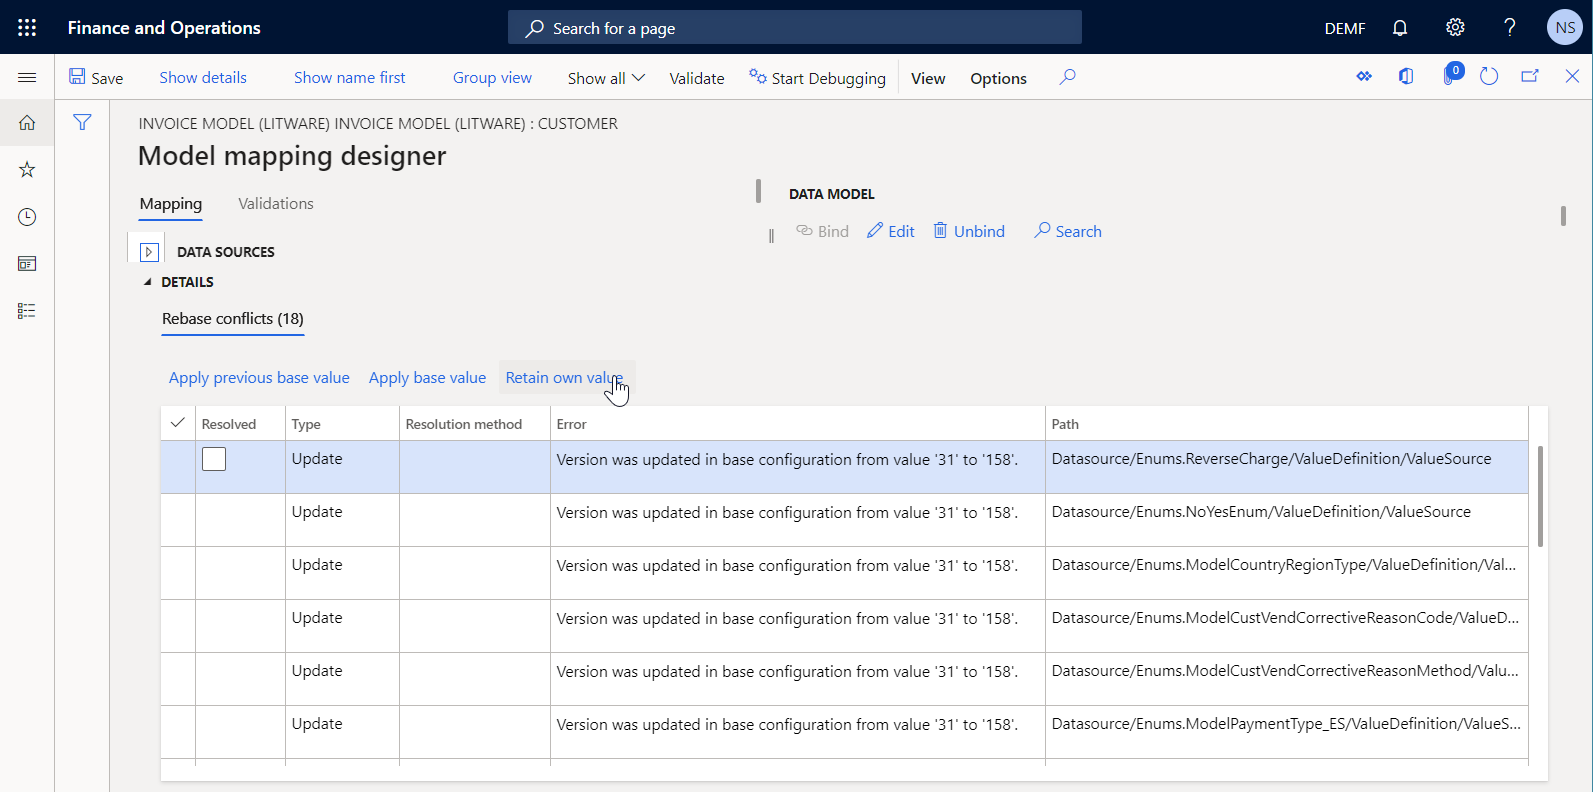 Finance and Operations
Search for a page
DEMF
NS
Save
Show details
Show name first
Group view
Show all
Validate
Start Debugging
View
Options
0
INVOICE MODEL (LITWARE) INVOICE MODEL (LITWARE) : CUSTOMER
Model mapping designer
Mapping
Validations
DATA SOURCES
DATA MODEL
Bind
Edit
Unbind
Search
DETAILS
Rebase conflicts (18)
Apply previous base value
Apply base value
Retain own value
Resolved Type Resolution method Error Path
Update Version was updated in base configuration from value '31' to '158'. Datasource/Enums.ReverseCharge/ValueDefinition/ValueSource
Update Version was updated in base configuration from value '31' to '158'. Datasource/Enums.NoYesEnum/ValueDefinition/ValueSource
Update Version was updated in base configuration from value '31' to '158'. Datasource/Enums.ModelCountryRegionType/ValueDefinition/Val...
Update Version was updated in base configuration from value '31' to '158'. Datasource/Enums.ModelCustVendCorrectiveReasonCode/ValueD...
Update Version was updated in base configuration from value '31' to '158'. Datasource/Enums.ModelCustVendCorrectiveReasonMethod/Valu...
Update Version was updated in base configuration from value '31' to '158'. Datasource/Enums.ModelPaymentType_ES/ValueDefinition/ValueS...